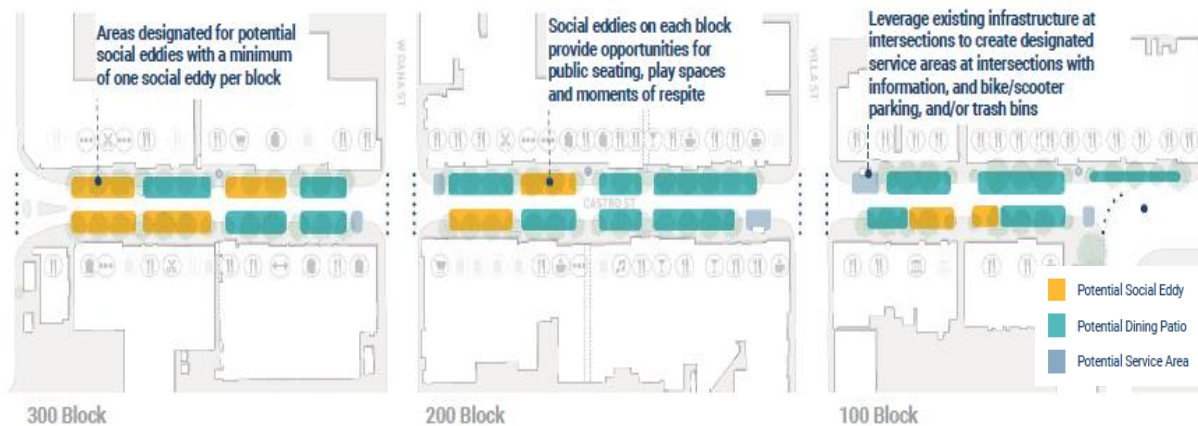 Areas designated for potential
social eddies with a minimum
of one social eddy per block
W DANA ST
Social eddies on each block
provide opportunities for
public seating, play spaces
and moments of respite
VILLA ST
Leverage existing infrastructure at
intersections to create designated
service areas at intersections with
information, and bike/scooter
parking, and/or trash bins
CASTRO ST
Potential Social Eddy
Potential Dining Patio
Potential Service Area
300 Block
200 Block
100 Block